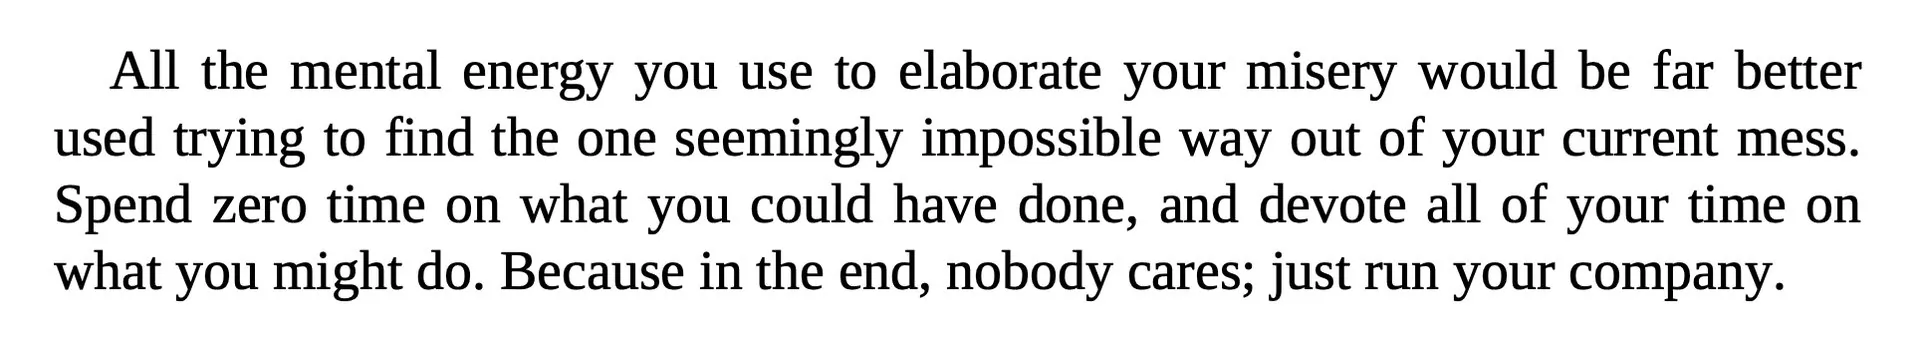 All the mental energy you use to elaborate your misery would be far better
used trying to find the one seemingly impossible way out of your current mess.
Spend zero time on what you could have done, and devote all of your time on
what you might do. Because in the end, nobody cares; just run your company.